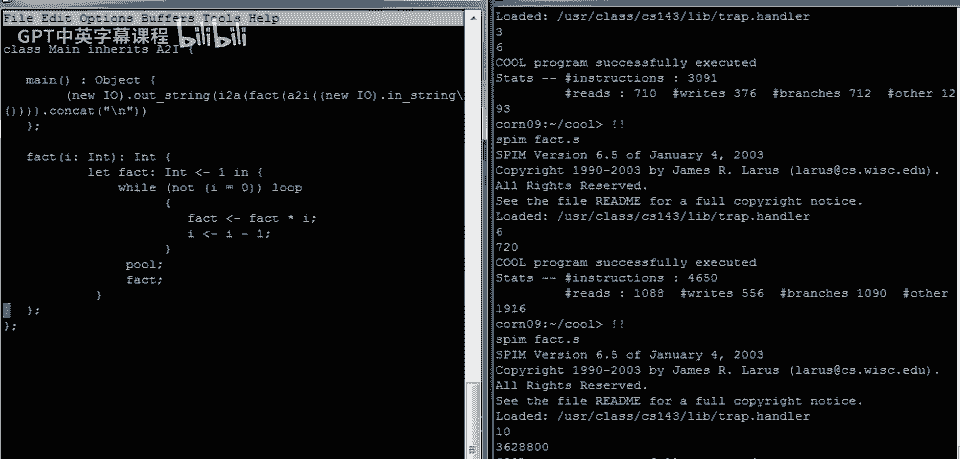 File Edit Options Buffers Tools Help
GPT中英字幕课程 bilibili
class Main inherits A2I {
main() : Object {
(new IO).out_string(i2a(fact(a2i((new IO).in_string\
()))).concat("\n"))
};
fact(i: Int): Int {
let fact: Int <- 1 in {
while (not (i = 0)) loop
{
fact <- fact * i;
i <- i - 1;
}
pool;
fact;
}
};
};
Loaded: /usr/class/cs143/lib/trap.handler
3
6
COOL program successfully executed
Stats -- #instructions : 3091
#reads : 710 #writes 376 #branches 712 #other 12
93
corn09:~/cool> !!
spim fact.s
SPIM Version 6.5 of January 4, 2003
Copyright 1990-2003 by James R. Larus (larus@cs.wisc.edu).
All Rights Reserved.
See the file README for a full copyright notice.
Loaded: /usr/class/cs143/lib/trap.handler
6
720
COOL program successfully executed
Stats -- #instructions : 4650
#reads : 1088 #writes 556 #branches 1090 #other
1916
corn09:~/cool> !!
spim fact.s
SPIM Version 6.5 of January 4, 2003
Copyright 1990-2003 by James R. Larus (larus@cs.wisc.edu).
All Rights Reserved.
See the file README for a full copyright notice.
Loaded: /usr/class/cs143/lib/trap.handler
10
3628800